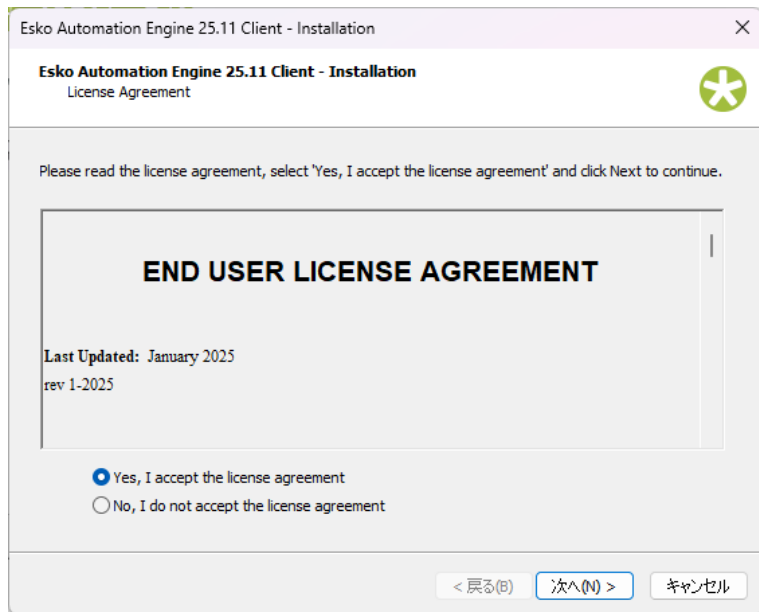 Esko Automation Engine 25.11 Client - Installation
Esko Automation Engine 25.11 Client - Installation
License Agreement
Please read the license agreement, select 'Yes, I accept the license agreement' and click Next to continue.
END USER LICENSE AGREEMENT
Last Updated: January 2025
rev 1-2025
Yes, I accept the license agreement
No, I do not accept the license agreement
< 戻る(B) 次へ(N) > キャンセル